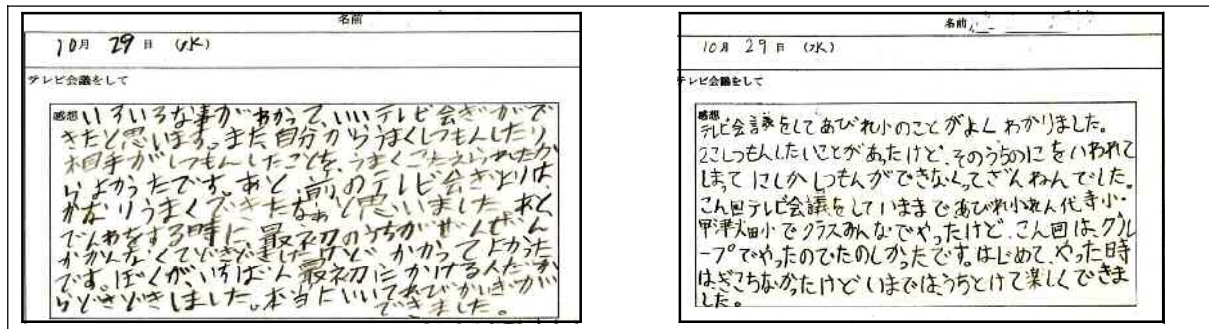 名前
10月 29日 (水)
テレビ会議をして
感想 いろいろな事がわかって、いいテレビ会ぎがで
きたと思います。また自分からうまくしつもんしたり
相手がしつもんしたことを、うまくこたえられたか
らよかったです。あと、前のテレビ会ぎよりは
かなりうまくできたなぁと思いました。あと
でんわをする時に最初のうちがぜんぜん
かかんなくてどきどきしたけど かかってよかった
です。ぼくが、いちばん最初にかける人だか
らどきどきしました。本当にいいてれびかいぎが
できました。
名前
10月 29日 (水)
テレビ会議をして
感想
テレビ会議をしてあびれ小のことがよくわかりました。
2こしつもんしたいことがあったけど、そのうちの
をいわれて
しまって しかしつもんができなくってざんねんでした。
こん回テレビ会議をしていままであびれ小
代寺小・
甲津
小でクラスみんなでやったけど、こん回は、グル
ープでやったのでたのしかったです。はじめて、やった時
は、ぎこちなかったけどいまではうちとけて楽しくできま
した。